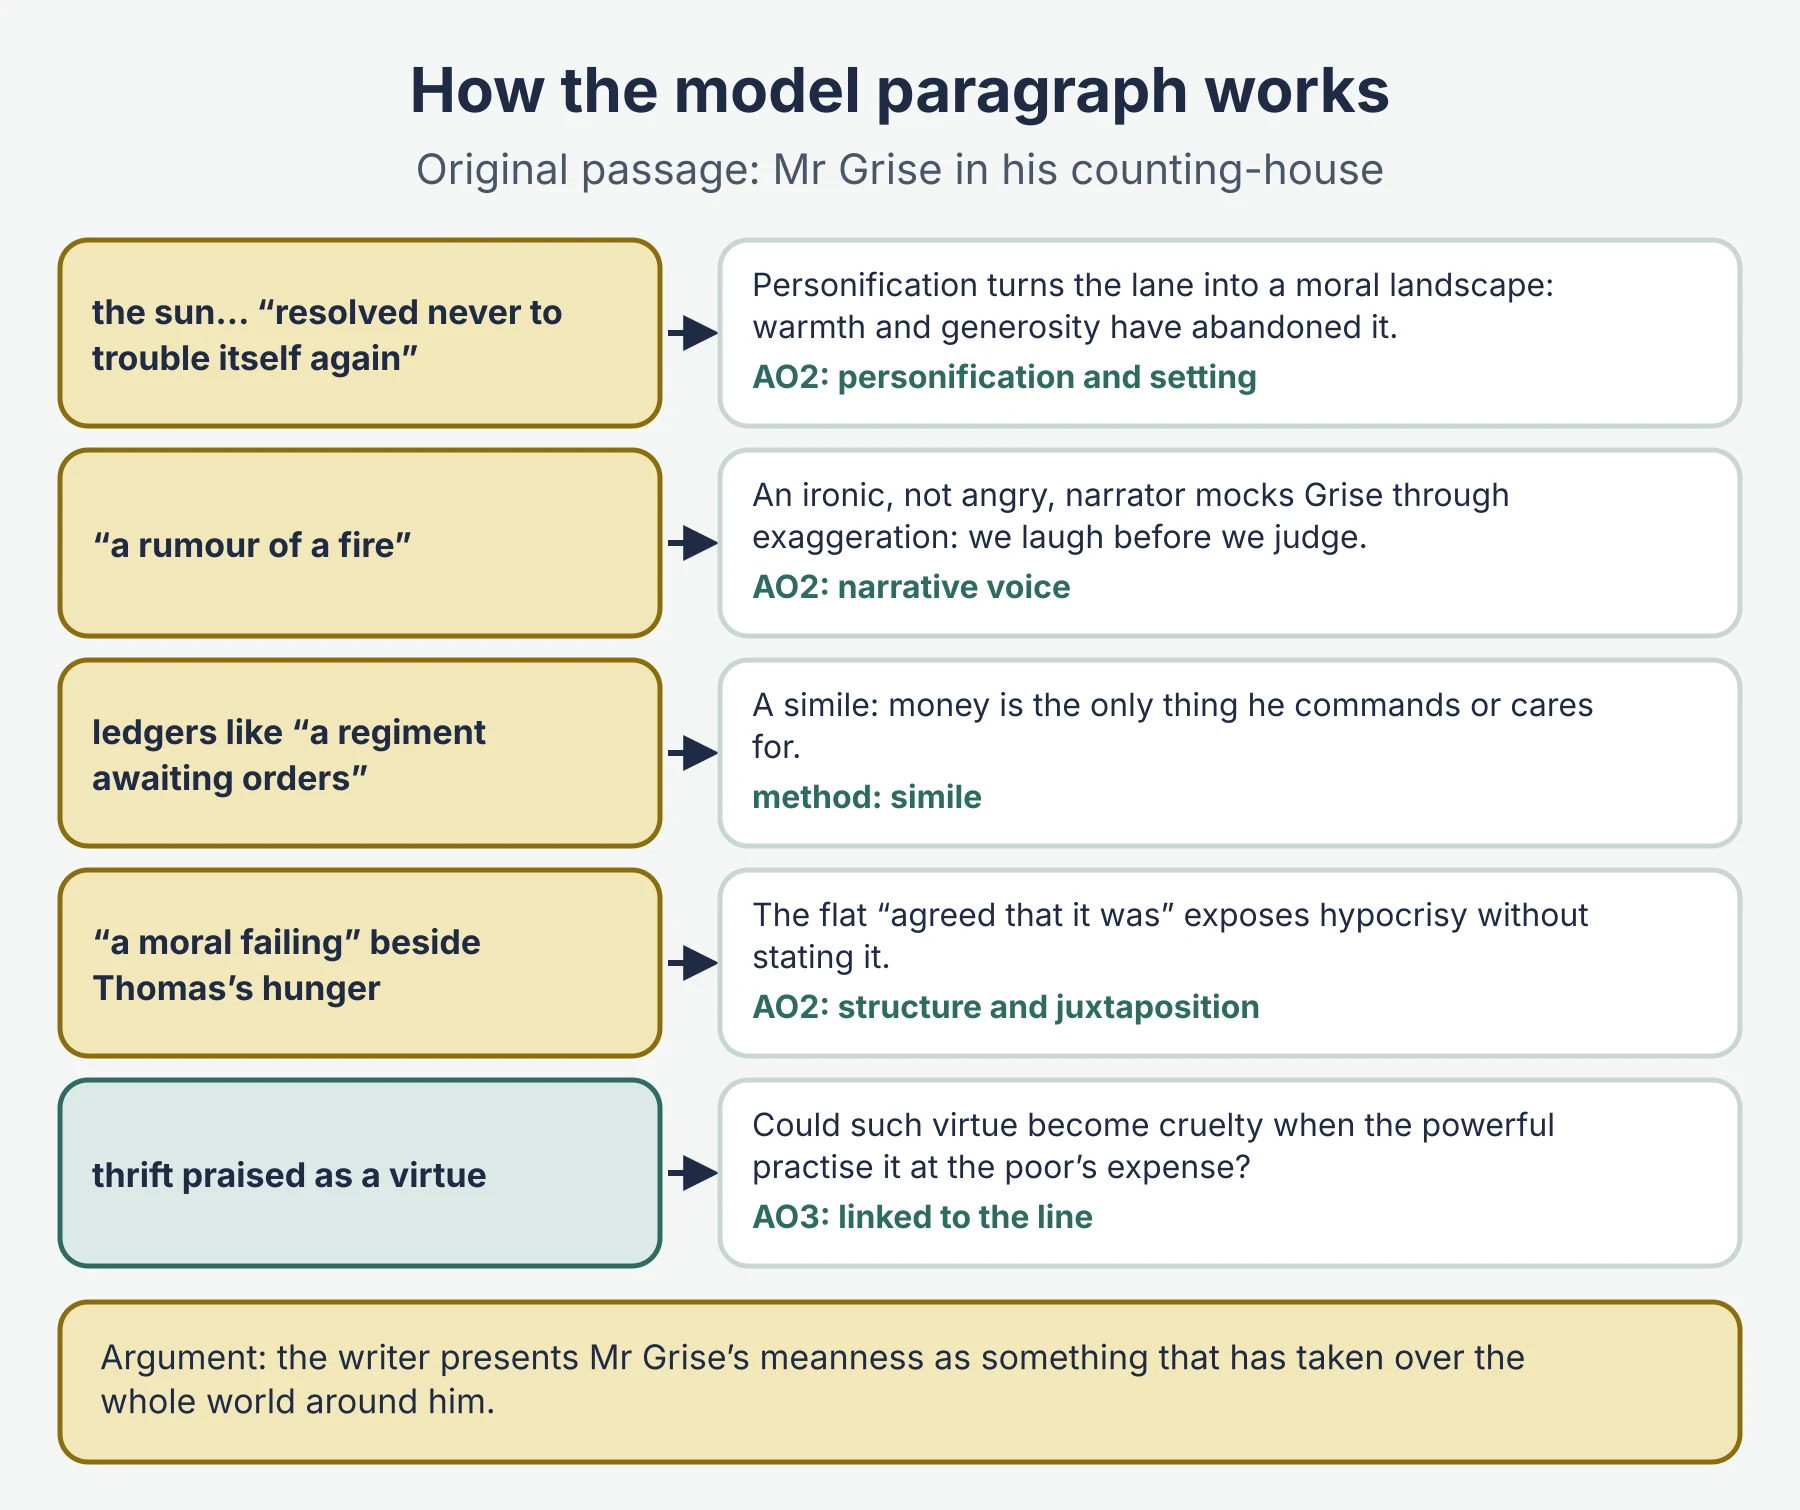 How the model paragraph works
Original passage: Mr Grise in his counting-house
the sun… “resolved never to
trouble itself again”
Personification turns the lane into a moral landscape:
warmth and generosity have abandoned it.
AO2: personification and setting
“a rumour of a fire”
An ironic, not angry, narrator mocks Grise through
exaggeration: we laugh before we judge.
AO2: narrative voice
ledgers like “a regiment
awaiting orders”
A simile: money is the only thing he commands or cares
for.
method: simile
“a moral failing” beside
Thomas’s hunger
The flat “agreed that it was” exposes hypocrisy without
stating it.
AO2: structure and juxtaposition
thrift praised as a virtue
Could such virtue become cruelty when the powerful
practise it at the poor’s expense?
AO3: linked to the line
Argument: the writer presents Mr Grise’s meanness as something that has taken over the
whole world around him.